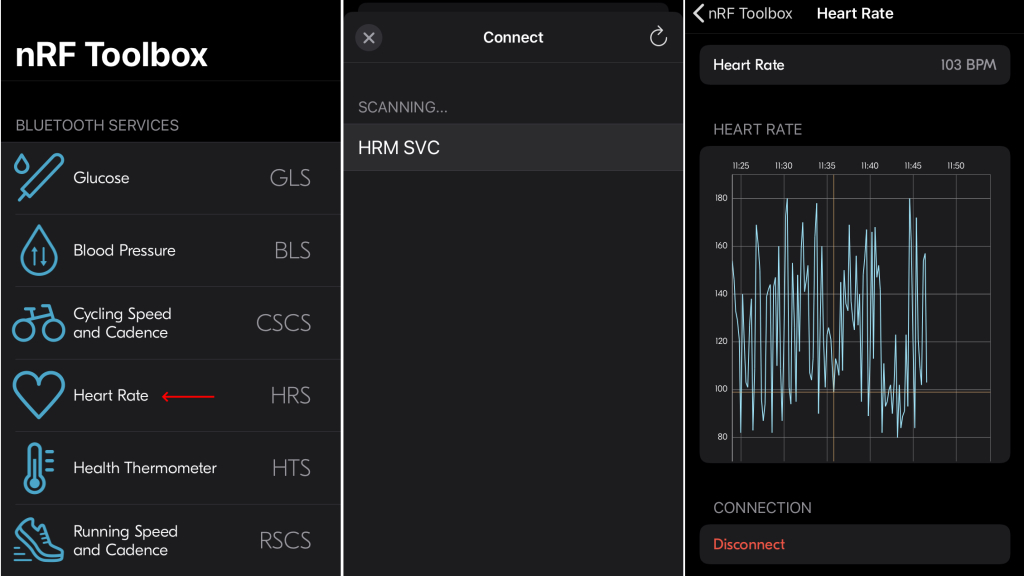 nRF Toolbox
BLUETOOTH SERVICES
Glucose GLS
Blood Pressure BLS
Cycling Speed
and Cadence CSCS
Heart Rate HRS
Health Thermometer HTS
Running Speed
and Cadence RSCS
Connect
SCANNING...
HRM SVC
nRF Toolbox Heart Rate
Heart Rate 103 BPM
HEART RATE
11:25 11:30 11:35 11:40 11:45 11:50
180
160
140
120
100
80
CONNECTION
Disconnect